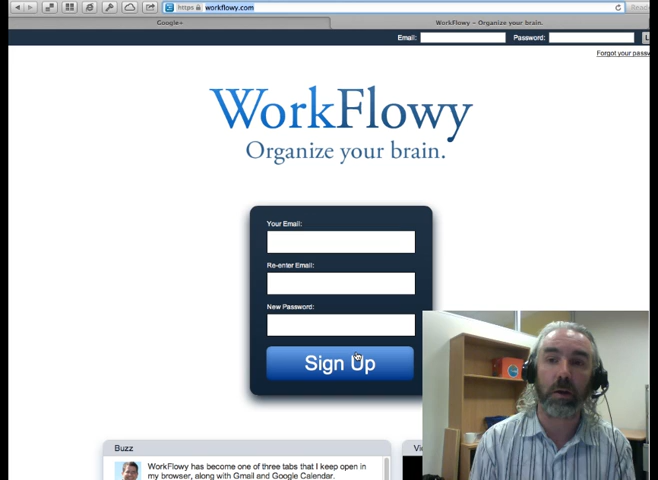 https workflowy.com
Google+
WorkFlowy – Organize your brain.
Email:
Password:
Forgot your
WorkFlowy
Organize your brain.
Your Email:
Re-enter Email:
New Password:
Sign Up
Buzz
WorkFlowy has become one of three tabs that I keep open in
my browser, along with Gmail and Google Calendar.